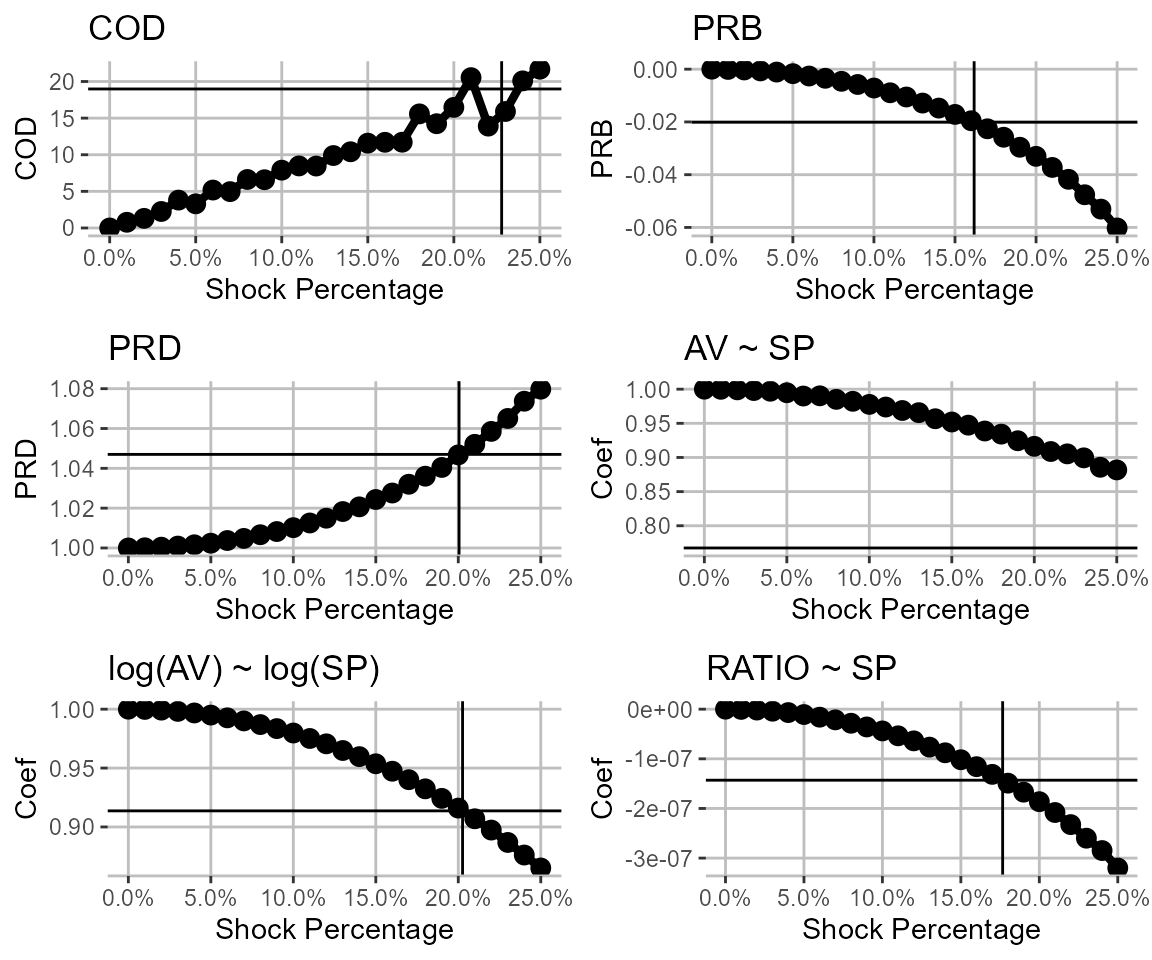 COD
COD
20
15
10
5
0
0.0% 5.0% 10.0% 15.0% 20.0% 25.0%
Shock Percentage
PRB
PRB
0.00
-0.02
-0.04
-0.06
0.0% 5.0% 10.0% 15.0% 20.0% 25.0%
Shock Percentage
PRD
PRD
1.08
1.06
1.04
1.02
1.00
0.0% 5.0% 10.0% 15.0% 20.0% 25.0%
Shock Percentage
AV ~ SP
Coef
1.00
0.95
0.90
0.85
0.80
0.0% 5.0% 10.0% 15.0% 20.0% 25.0%
Shock Percentage
log(AV) ~ log(SP)
Coef
1.00
0.95
0.90
0.0% 5.0% 10.0% 15.0% 20.0% 25.0%
Shock Percentage
RATIO ~ SP
Coef
0e+00
-1e-07
-2e-07
-3e-07
0.0% 5.0% 10.0% 15.0% 20.0% 25.0%
Shock Percentage